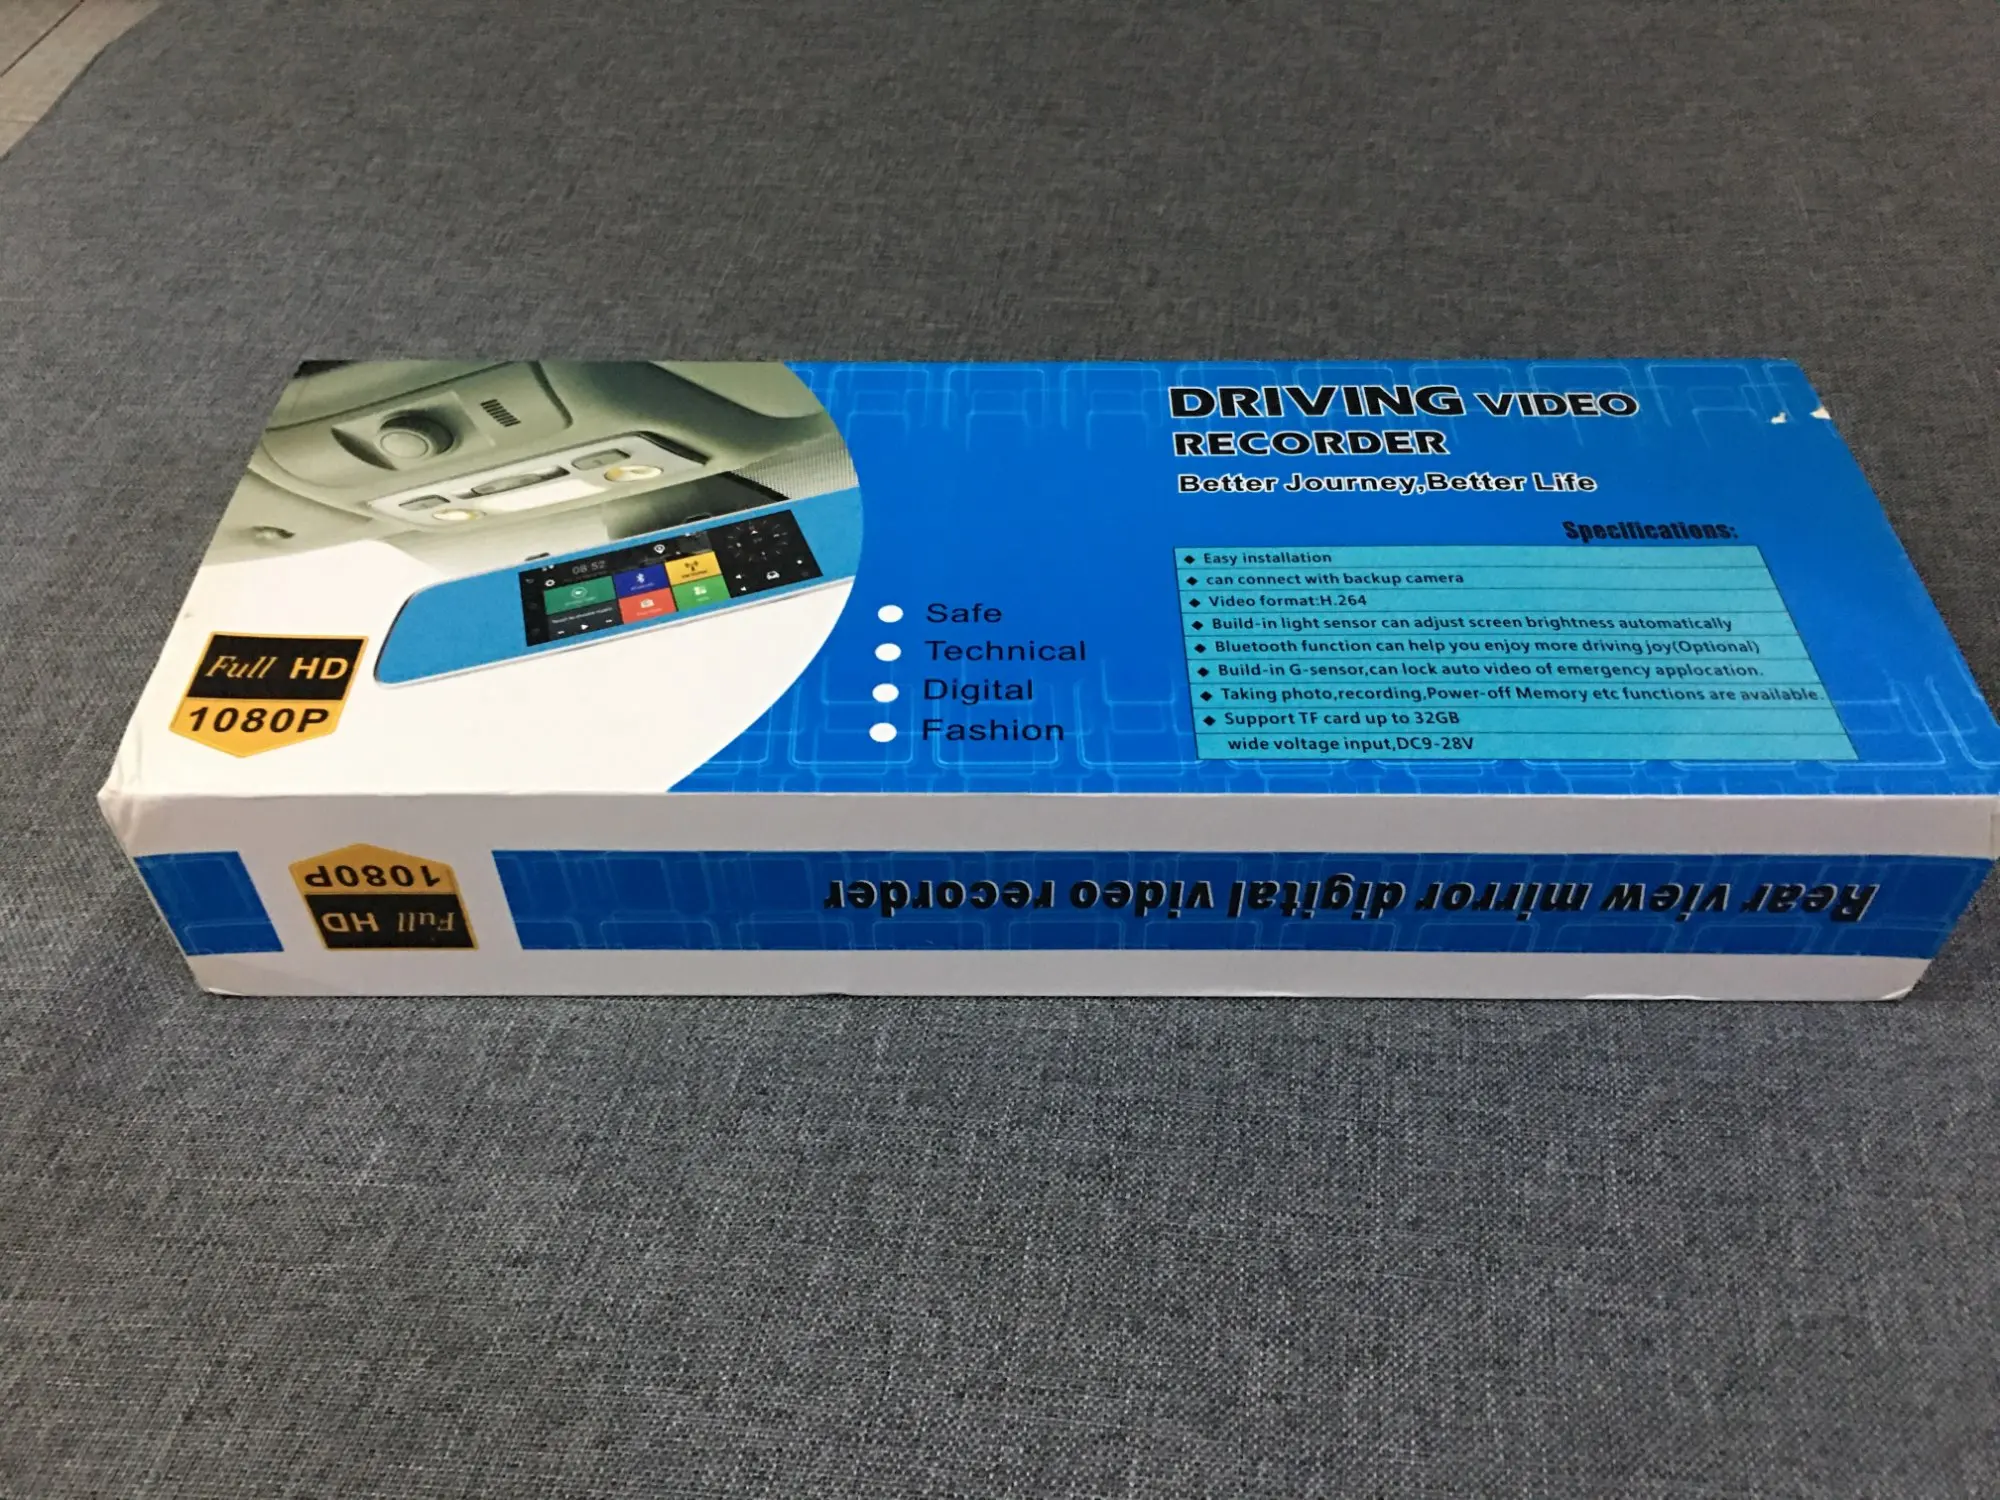 DRIVING VIDEO
RECORDER
Better Journey,Better Life
Specifications:
◆ Easy installation
◆ can connect with backup camera
◆ Video format:H.264
◆ Build-in light sensor can adjust screen brightness automatically
◆ Bluetooth function can help you enjoy more driving joy(Optional)
◆ Build-in G-sensor,can lock auto video of emergency applocation.
◆ Taking photo,recording,Power-off Memory etc functions are available.
◆ Support TF card up to 32GB
wide voltage input,DC9-28V
Safe
Technical
Digital
Fashion
08:52
Full HD
1080P
Rear view mirror digital video recorder
Full HD
1080P